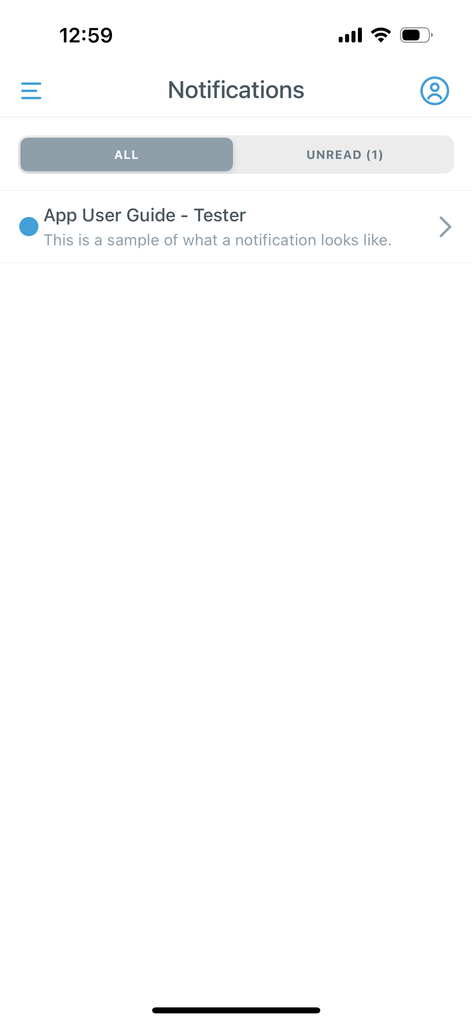 12:59
Notifications
ALL
UNREAD (1)
App User Guide - Tester
This is a sample of what a notification looks like.